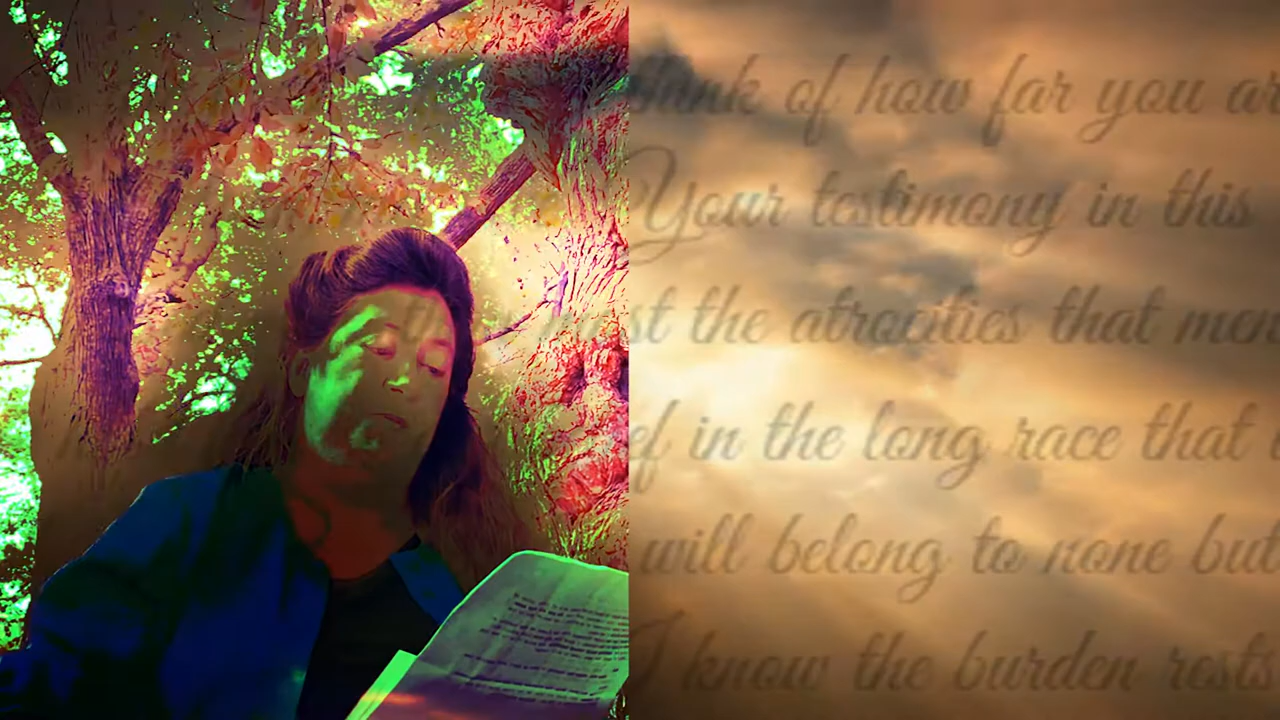 think of how far you
Your testimony in this
st the atrocities that
in the long race that
will belong to none but
I know the burden rests